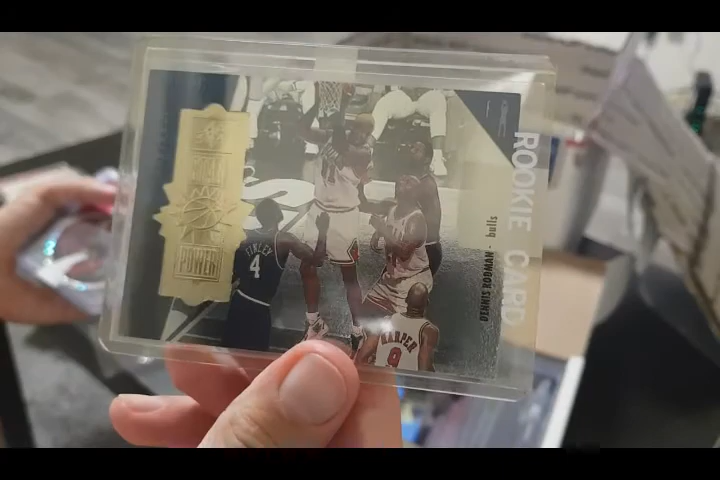 ROOKIE CARD
DENNIS RODMAN - bulls
POWER
FINLEY
4
HARPER
9